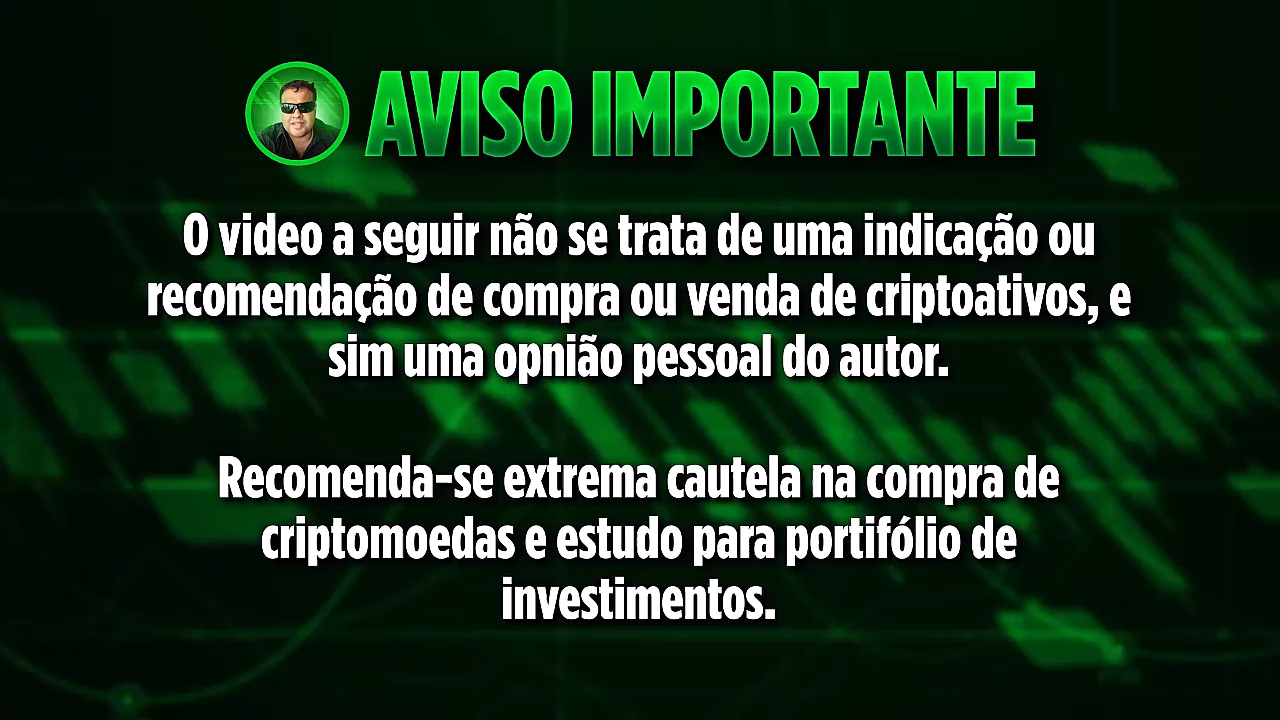 AVISO IMPORTANTE
O video a seguir não se trata de uma indicação ou
recomendação de compra ou venda de criptoativos, e
sim uma opnião pessoal do autor.
Recomenda-se extrema cautela na compra de
criptomoedas e estudo para portifólio de
investimentos.